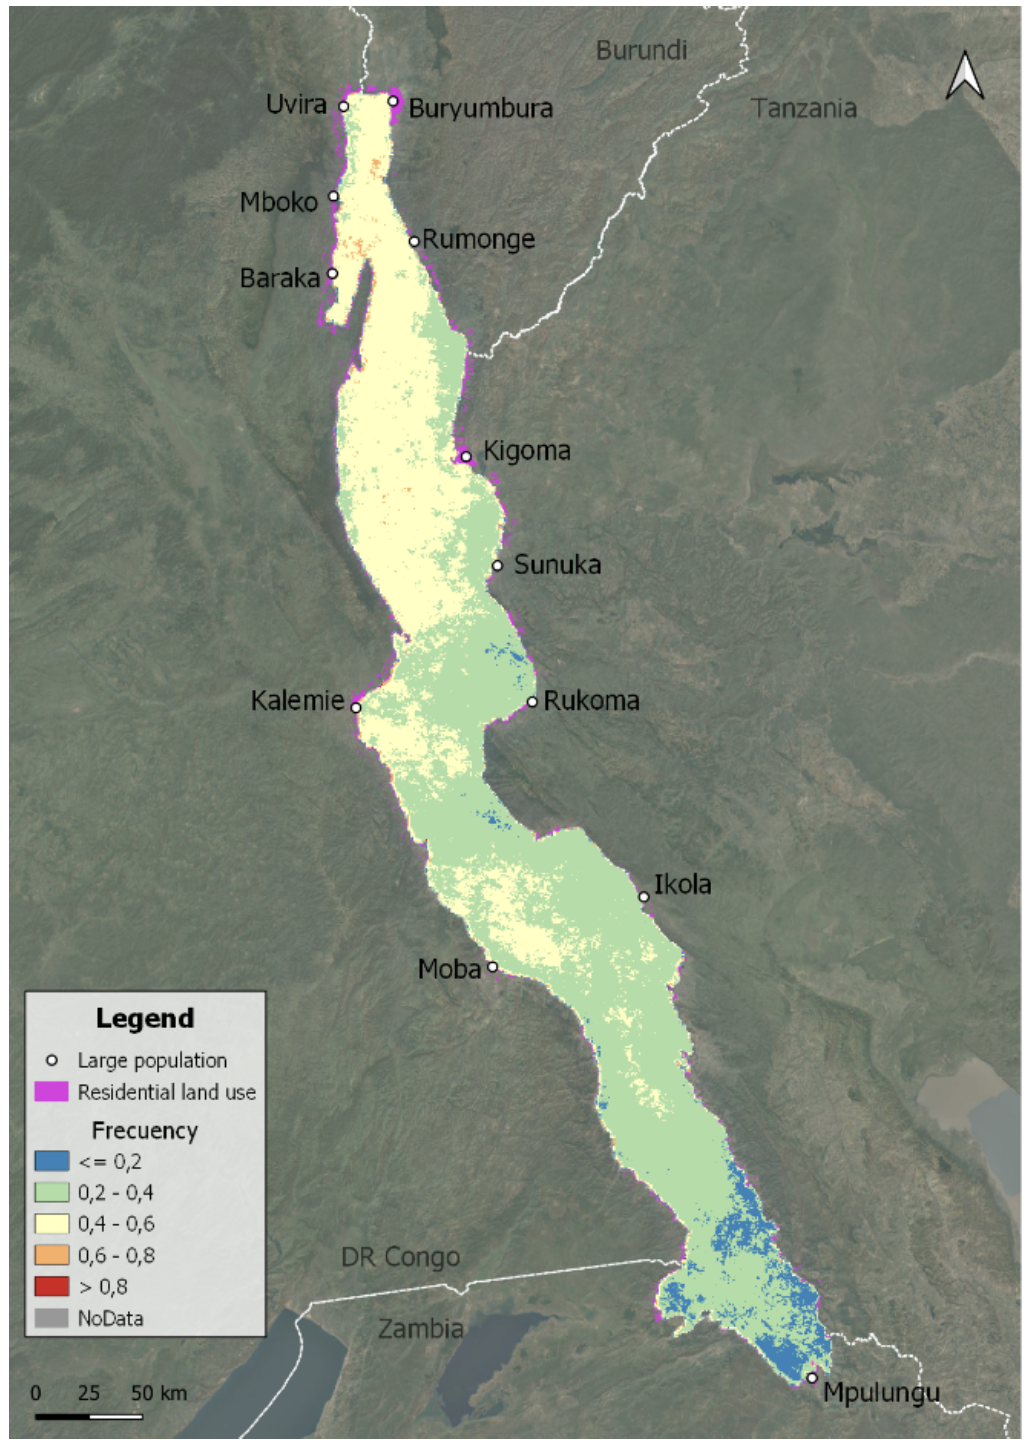 Burundi
Tanzania
Uvira
Buryumbura
Mboko
Rumonge
Baraka
Kigoma
Sunuka
Kalemie
Rukoma
Ikola
Moba
Legend
Large population
Residential land use
Frecuency
<= 0,2
0,2 - 0,4
0,4 - 0,6
0,6 - 0,8
> 0,8
NoData
DR Congo
Zambia
0 25 50 km
Mpulungu